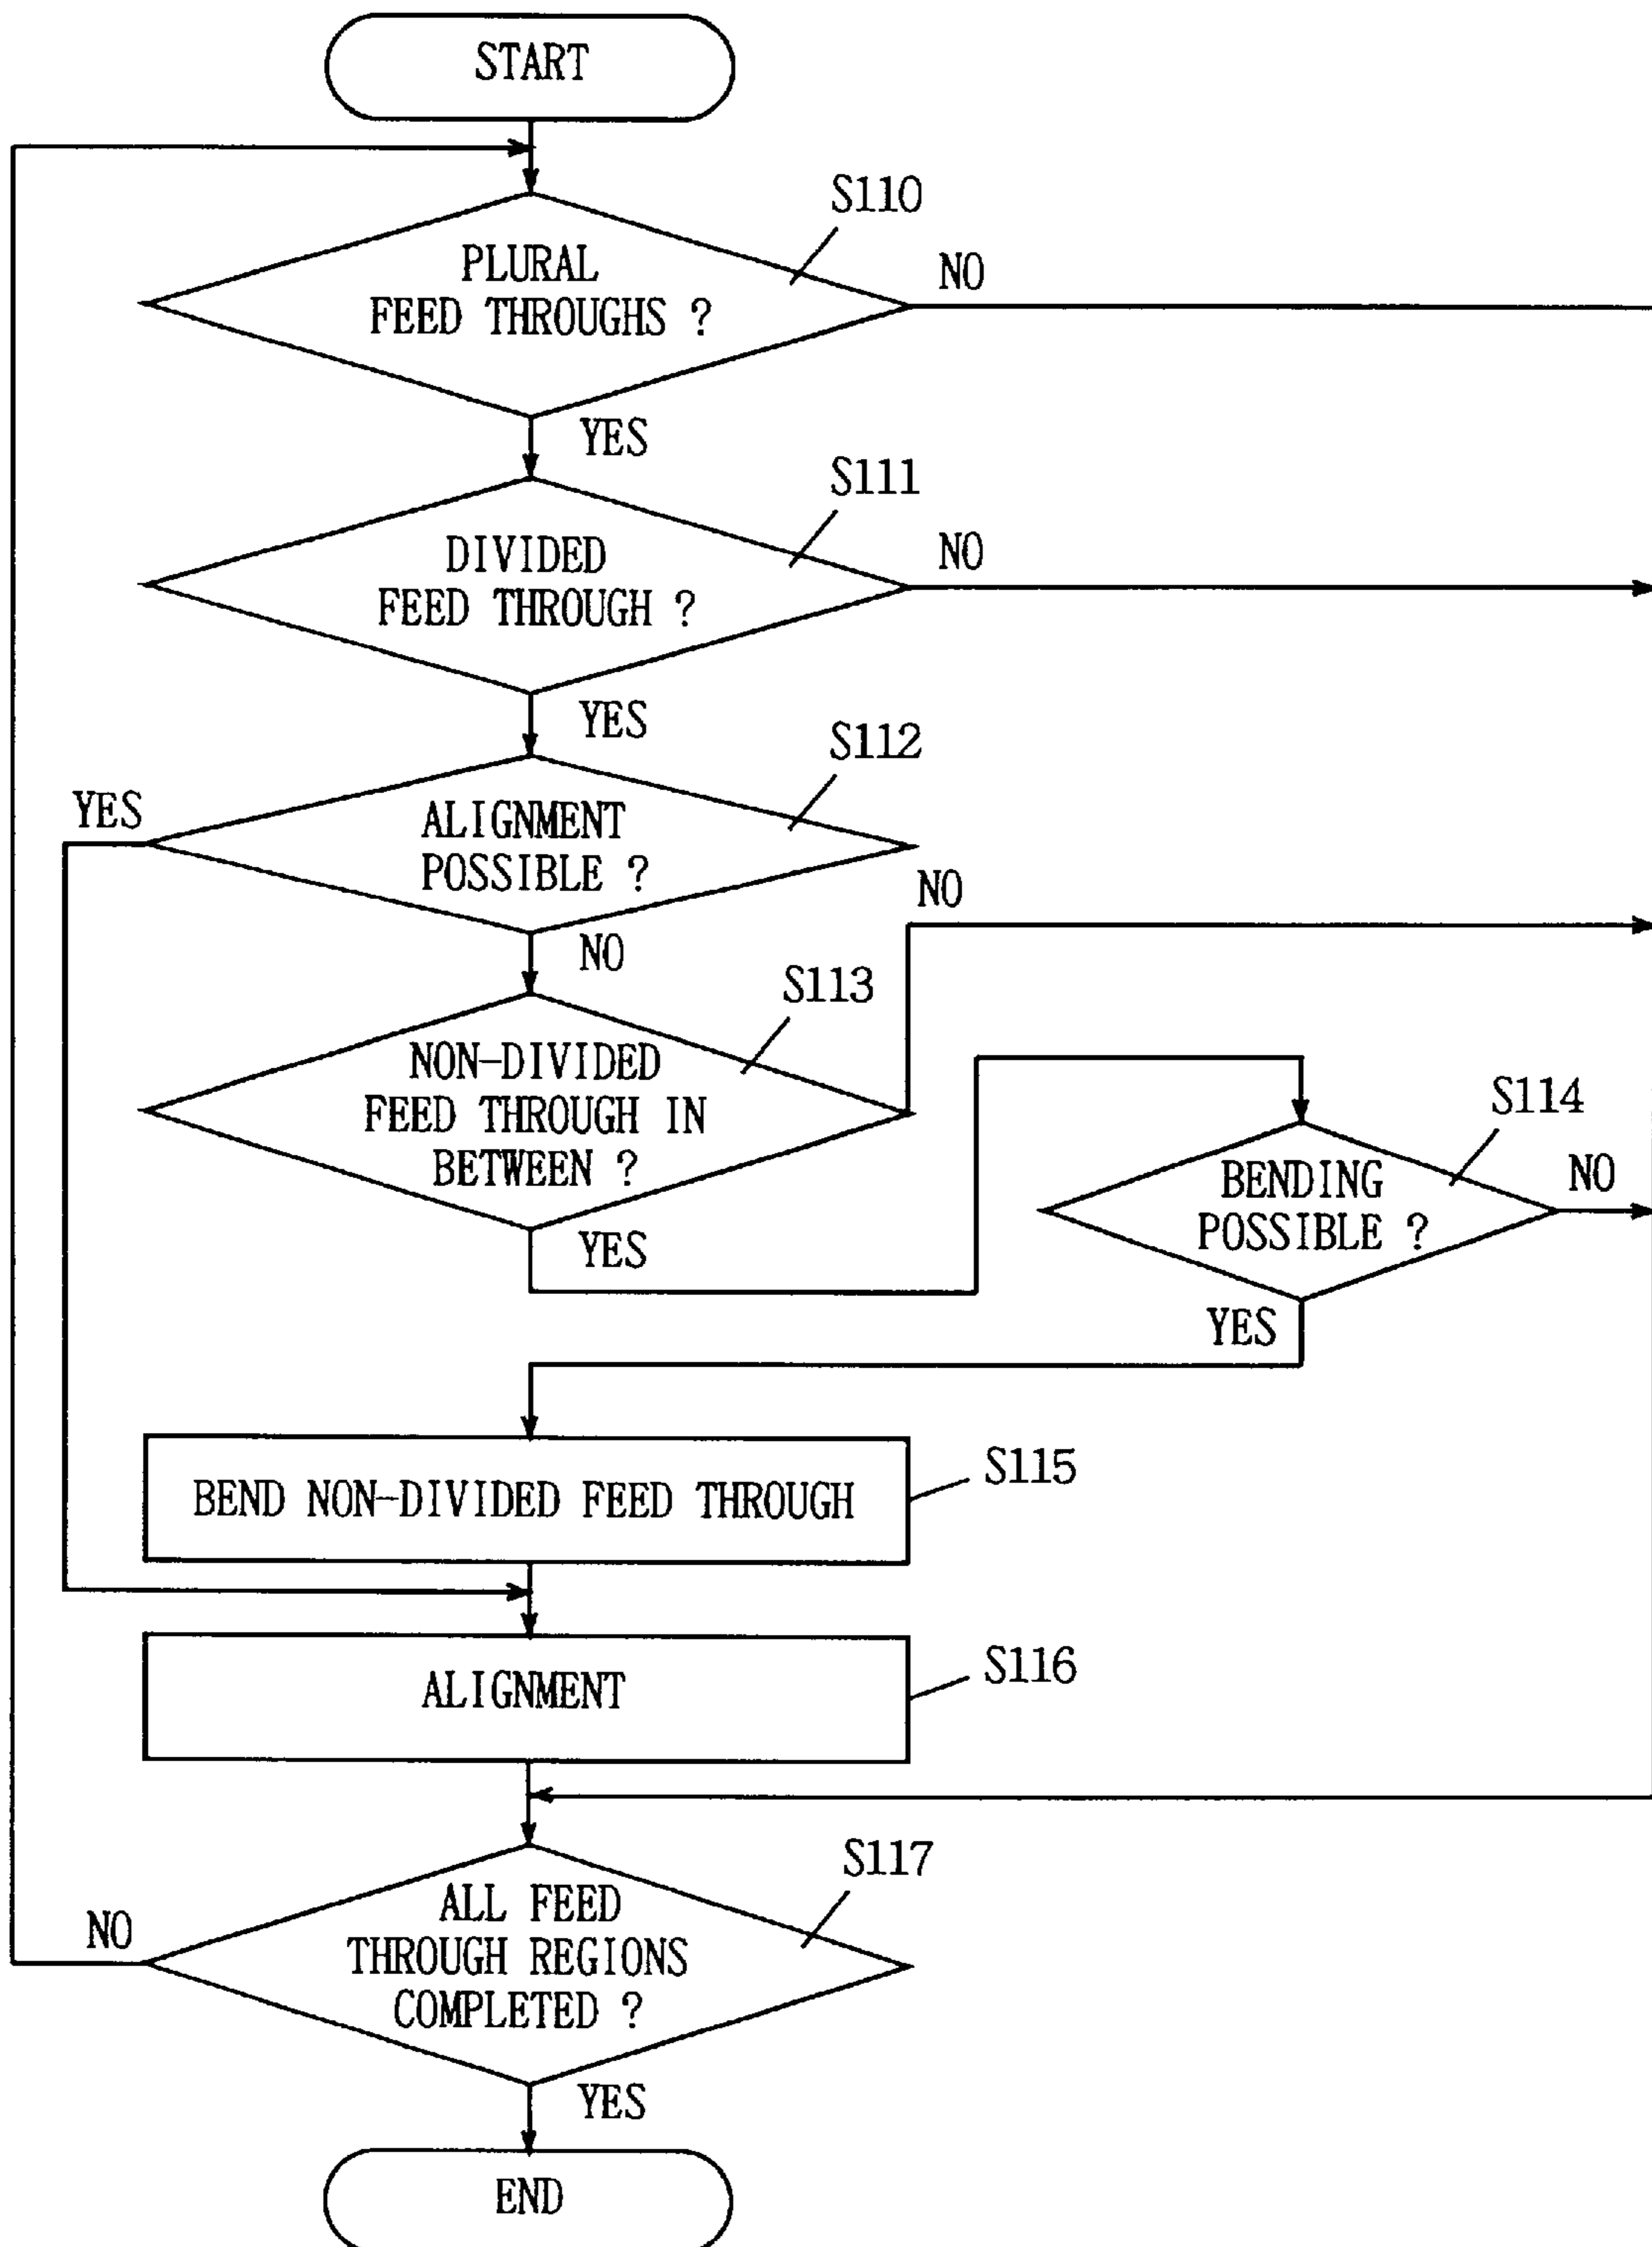 START
S110
PLURAL
FEED THROUGHS ?
NO
YES
S111
DIVIDED
FEED THROUGH ?
NO
YES
S112
YES
ALIGNMENT
POSSIBLE ?
NO
NO
S113
NON-DIVIDED
FEED THROUGH IN
BETWEEN ?
YES
S114
BENDING
POSSIBLE ?
NO
YES
S115
BEND NON-DIVIDED FEED THROUGH
S116
ALIGNMENT
S117
ALL FEED
THROUGH REGIONS
COMPLETED ?
NO
YES
END